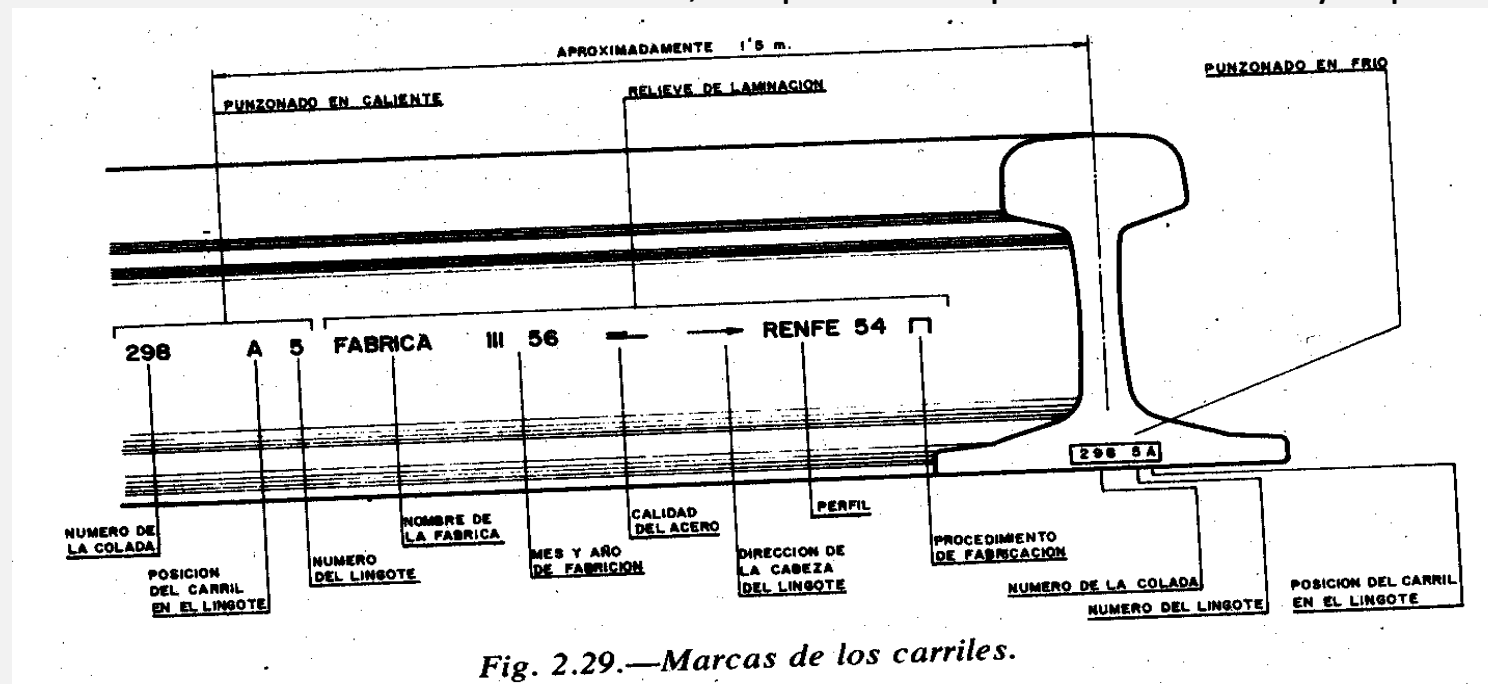 APROXIMADAMENTE 1'5 m.
PUNZONADO EN FRIO
PUNZONADO EN CALIENTE
RELIEVE DE LAMINACION
298 A 5 FABRICA III 56 → RENFE 54
298 5 A
NUMERO DE
LA COLADA
POSICION
DEL CARRIL
EN EL LINGOTE
NUMERO
DEL LINGOTE
NOMBRE DE
LA FABRICA
MES Y AÑO
DE FABRICION
CALIDAD
DEL ACERO
DIRECCION DE
LA CABEZA
DEL LINGOTE
PERFIL
PROCEDIMIENTO
DE FABRICACION
NUMERO DE LA COLADA
NUMERO DEL LINGOTE
POSICION DEL CARRIL
EN EL LINGOTE
Fig. 2.29.—Marcas de los carriles.